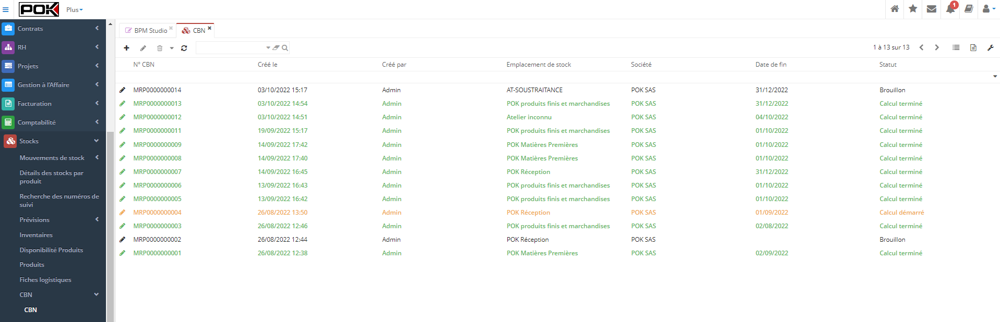 POK Plus
1
Contrats
RH
Projets
Gestion à l'Affaire
Facturation
Comptabilité
Stocks
Mouvements de stock
Détails des stocks par
produit
Recherche des numéros de
suivi
Prévisions
Inventaires
Disponibilité Produits
Produits
Fiches logistiques
CBN
CBN
BPM Studio CBN
1 à 13 sur 13
N° CBN Créé le Créé par Emplacement de stock Société Date de fin Statut
MRP0000000014 03/10/2022 15:17 Admin AT-SOUSTRAITANCE POK SAS 31/12/2022 Brouillon
MRP0000000013 03/10/2022 14:54 Admin POK produits finis et marchandises POK SAS 31/12/2022 Calcul terminé
MRP0000000012 03/10/2022 14:51 Admin Atelier inconnu POK SAS 04/10/2022 Calcul terminé
MRP0000000011 19/09/2022 15:17 Admin POK produits finis et marchandises POK SAS 01/10/2022 Calcul terminé
MRP0000000009 14/09/2022 17:42 Admin POK Matières Premières POK SAS 01/10/2022 Calcul terminé
MRP0000000008 14/09/2022 17:40 Admin POK Matières Premières POK SAS 01/10/2022 Calcul terminé
MRP0000000007 14/09/2022 16:45 Admin POK Réception POK SAS 31/12/2022 Calcul terminé
MRP0000000006 13/09/2022 16:43 Admin POK produits finis et marchandises POK SAS 01/10/2022 Calcul terminé
MRP0000000005 13/09/2022 16:42 Admin POK produits finis et marchandises POK SAS 01/10/2022 Calcul terminé
MRP0000000004 26/08/2022 13:50 Admin POK Réception POK SAS 01/09/2022 Calcul démarré
MRP0000000003 26/08/2022 12:46 Admin POK produits finis et marchandises POK SAS 02/08/2022 Calcul terminé
MRP0000000002 26/08/2022 12:44 Admin POK Réception POK SAS Brouillon
MRP0000000001 26/08/2022 12:38 Admin POK Matières Premières POK SAS 02/09/2022 Calcul terminé